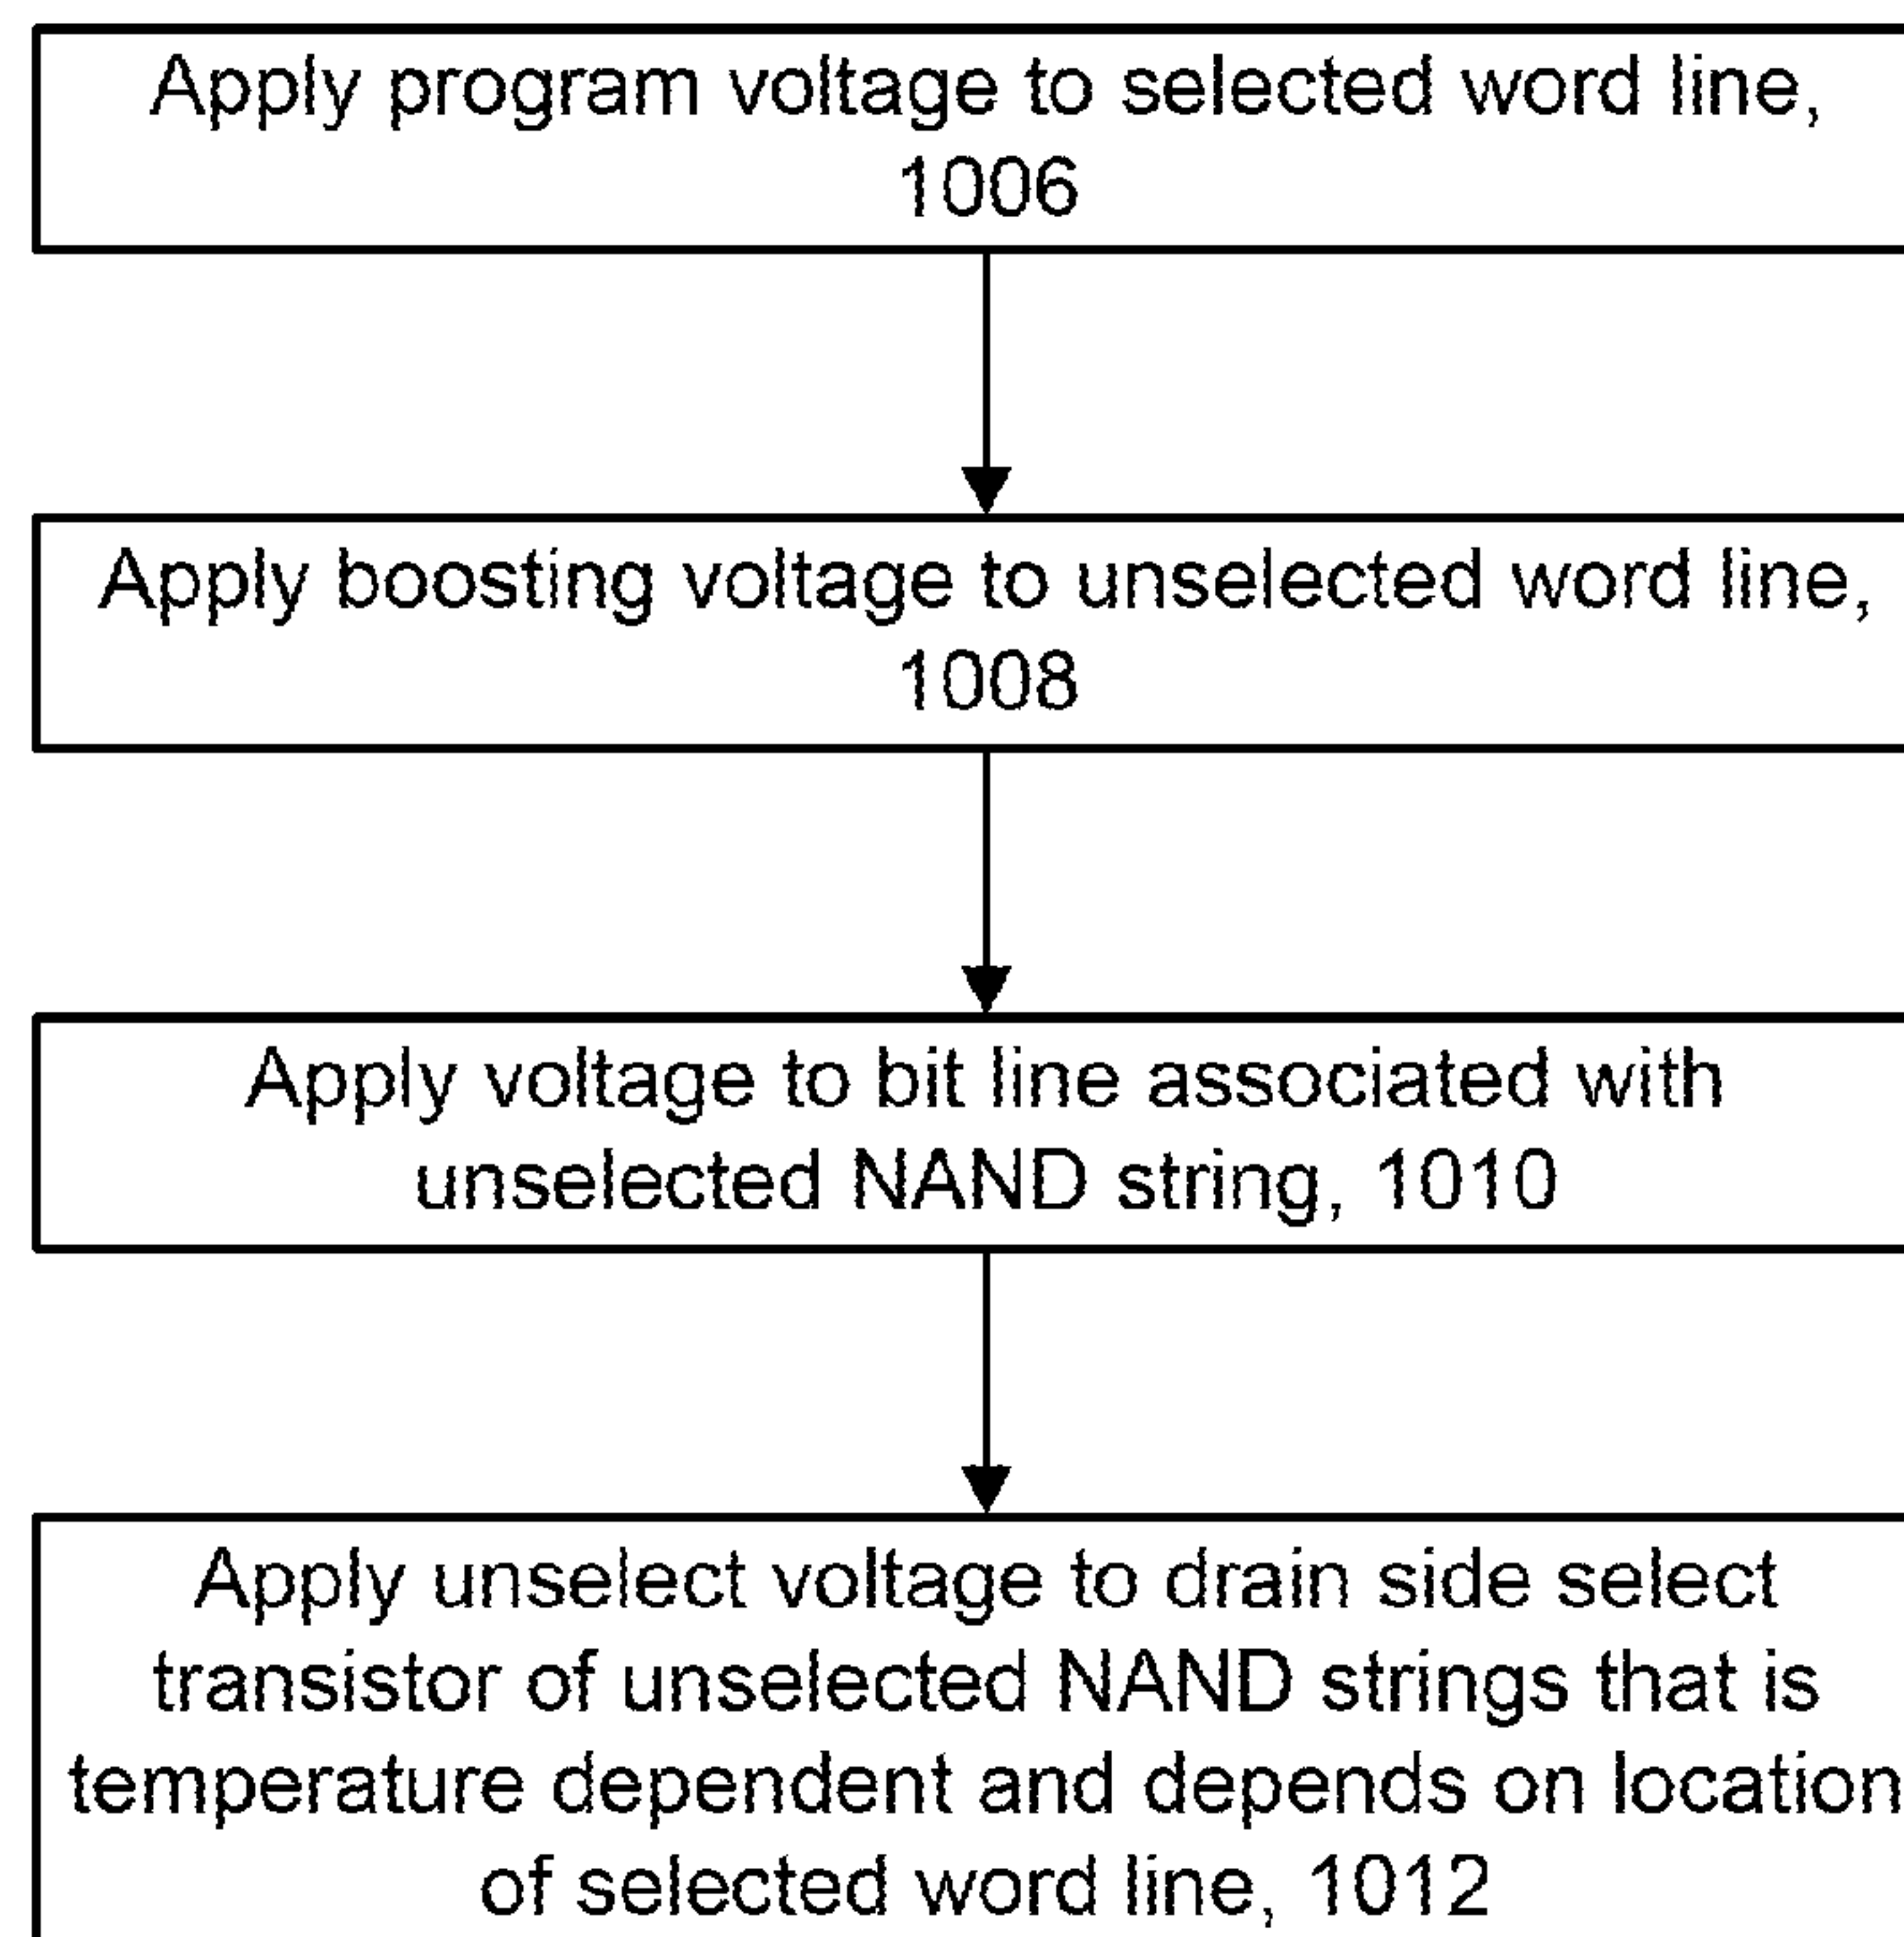 Apply program voltage to selected word line,
1006
Apply boosting voltage to unselected word line,
1008
Apply voltage to bit line associated with
unselected NAND string, 1010
Apply unselect voltage to drain side select
transistor of unselected NAND strings that is
temperature dependent and depends on location
of selected word line, 1012